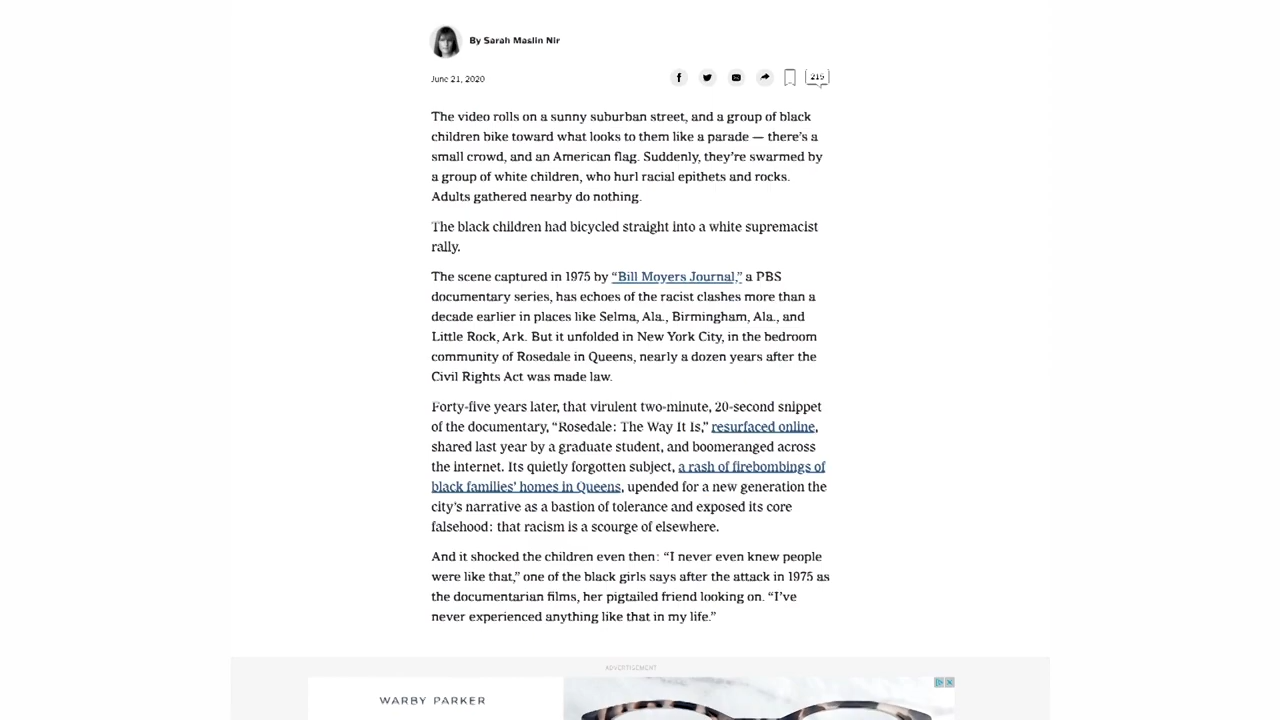 By Sarah Maslin Nir
June 21, 2020
215
The video rolls on a sunny suburban street, and a group of black
children bike toward what looks to them like a parade — there’s a
small crowd, and an American flag. Suddenly, they’re swarmed by
a group of white children, who hurl racial epithets and rocks.
Adults gathered nearby do nothing.
The black children had bicycled straight into a white supremacist
rally.
The scene captured in 1975 by “Bill Moyers Journal,” a PBS
documentary series, has echoes of the racist clashes more than a
decade earlier in places like Selma, Ala., Birmingham, Ala., and
Little Rock, Ark. But it unfolded in New York City, in the bedroom
community of Rosedale in Queens, nearly a dozen years after the
Civil Rights Act was made law.
Forty-five years later, that virulent two-minute, 20-second snippet
of the documentary, “Rosedale: The Way It Is,” resurfaced online,
shared last year by a graduate student, and boomeranged across
the internet. Its quietly forgotten subject, a rash of firebombings of
black families’ homes in Queens, upended for a new generation the
city’s narrative as a bastion of tolerance and exposed its core
falsehood: that racism is a scourge of elsewhere.
And it shocked the children even then: “I never even knew people
were like that,” one of the black girls says after the attack in 1975 as
the documentarian films, her pigtailed friend looking on. “I’ve
never experienced anything like that in my life.”
ADVERTISEMENT
WARBY PARKER